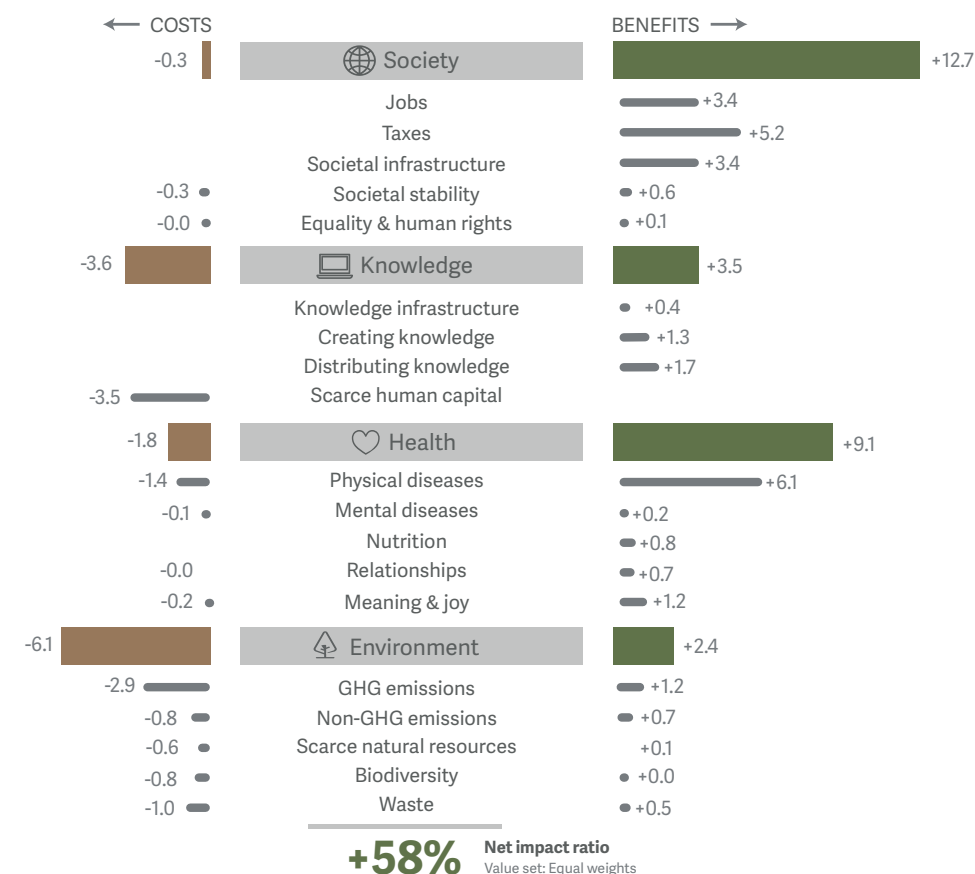 COSTS BENEFITS
-0.3 Society +12.7
Jobs +3.4
Taxes +5.2
Societal infrastructure +3.4
-0.3 Societal stability +0.6
-0.0 Equality & human rights +0.1
-3.6 Knowledge +3.5
Knowledge infrastructure +0.4
Creating knowledge +1.3
Distributing knowledge +1.7
-3.5 Scarce human capital
-1.8 Health +9.1
-1.4 Physical diseases +6.1
-0.1 Mental diseases +0.2
Nutrition +0.8
-0.0 Relationships +0.7
-0.2 Meaning & joy +1.2
-6.1 Environment +2.4
-2.9 GHG emissions +1.2
-0.8 Non-GHG emissions +0.7
-0.6 Scarce natural resources +0.1
-0.8 Biodiversity +0.0
-1.0 Waste +0.5
+58% Net impact ratio
Value set: Equal weights